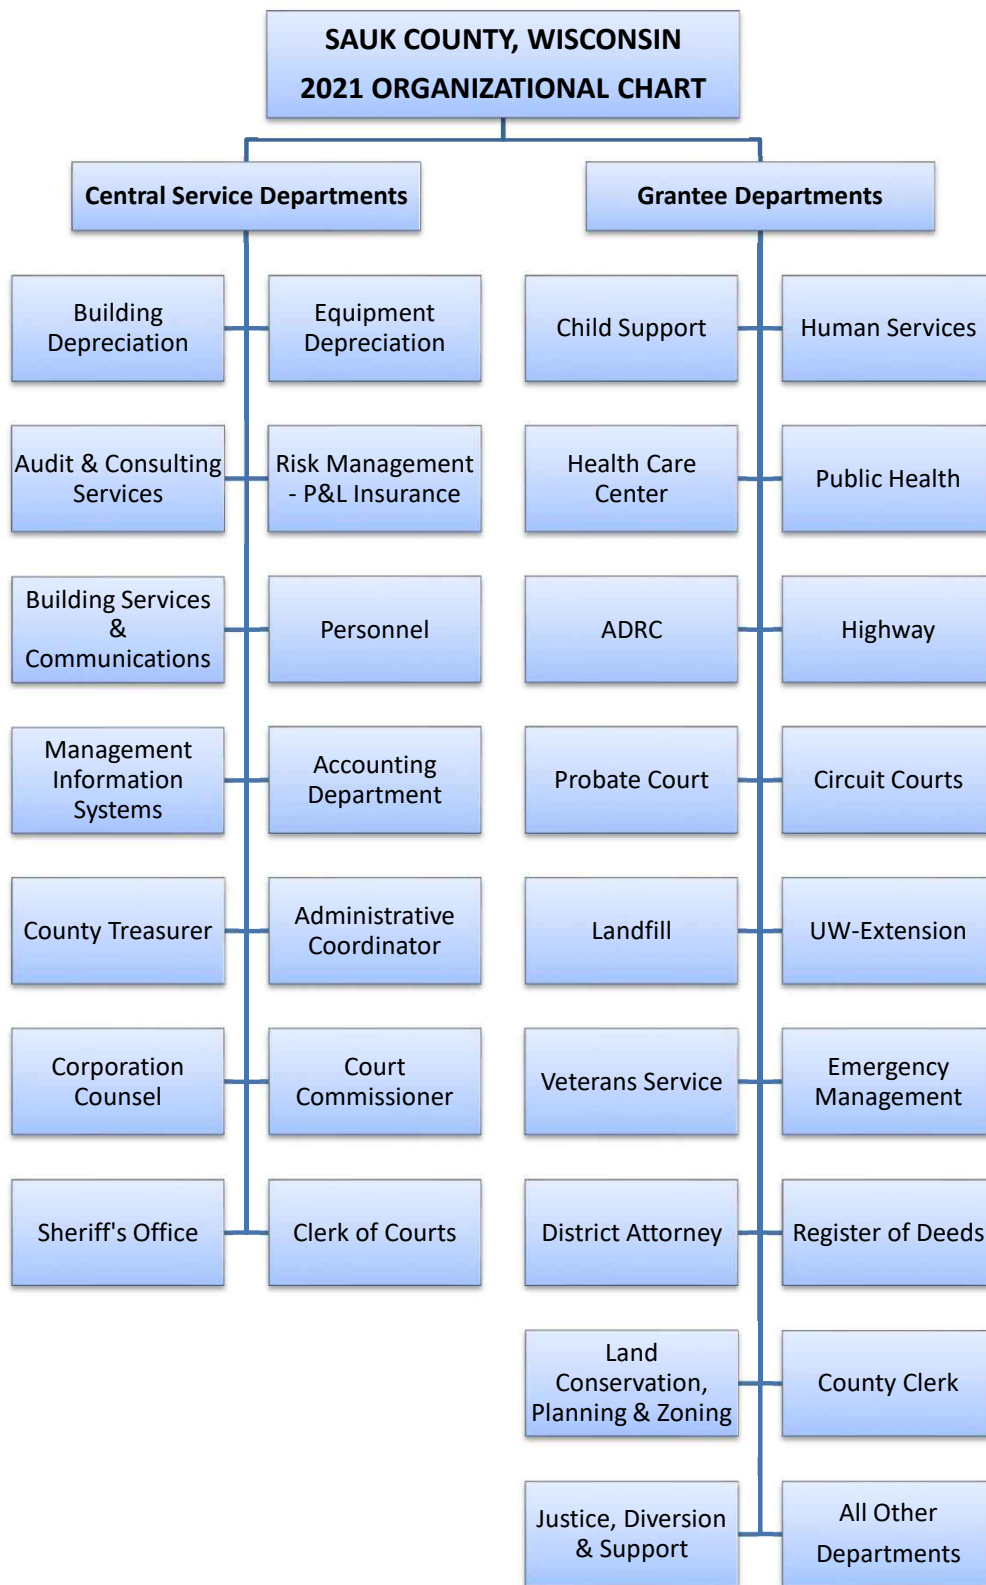 SAUK COUNTY, WISCONSIN
2021 ORGANIZATIONAL CHART
Central Service Departments
Grantee Departments
Building
Depreciation
Equipment
Depreciation
Child Support
Human Services
Audit & Consulting
Services
Risk Management
- P&L Insurance
Health Care
Center
Public Health
Building Services
&
Communications
Personnel
ADRC
Highway
Management
Information
Systems
Accounting
Department
Probate Court
Circuit Courts
County Treasurer
Administrative
Coordinator
Landfill
UW-Extension
Corporation
Counsel
Court
Commissioner
Veterans Service
Emergency
Management
Sheriff's Office
Clerk of Courts
District Attorney
Register of Deeds
Land
Conservation,
Planning & Zoning
County Clerk
Justice, Diversion
& Support
All Other
Departments